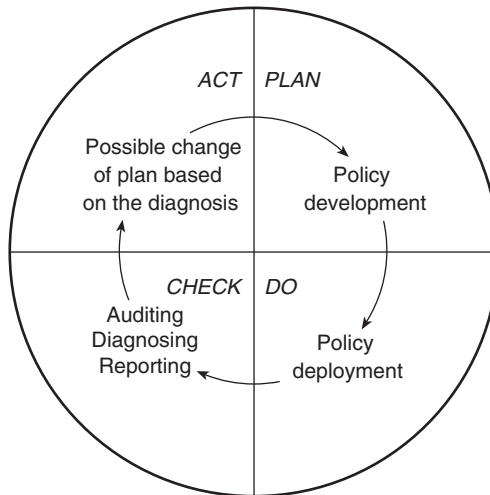 ACT
PLAN
Possible change
of plan based
on the diagnosis
Policy
development
CHECK
DO
Auditing
Diagnosing
Reporting
Policy
deployment